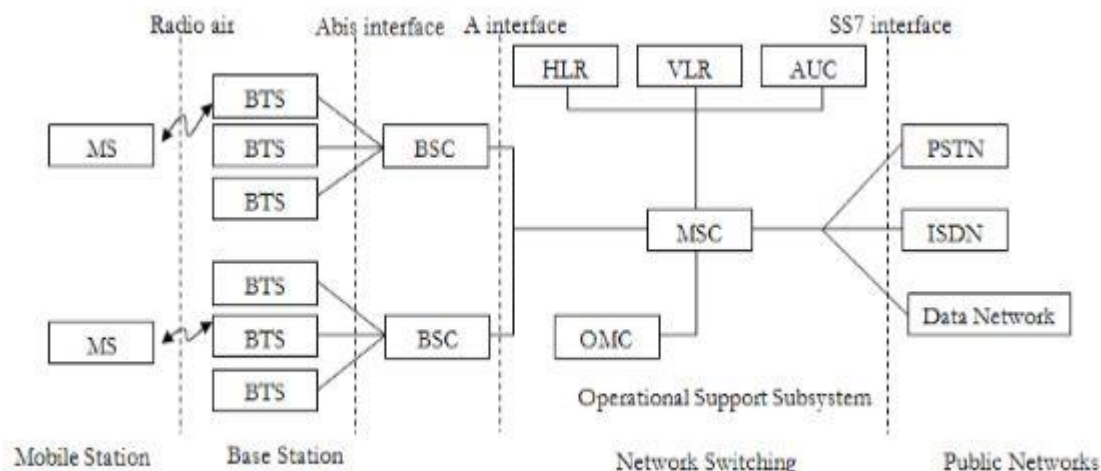 Radio air
Abis interface
A interface
SS7 interface
HLR
VLR
AUC
BTS
MS
BTS
BSC
BTS
PSTN
MSC
ISDN
BTS
Data Network
MS
BTS
BSC
OMC
BTS
Operational Support Subsystem
Mobile Station
Base Station
Network Switching
Public Networks